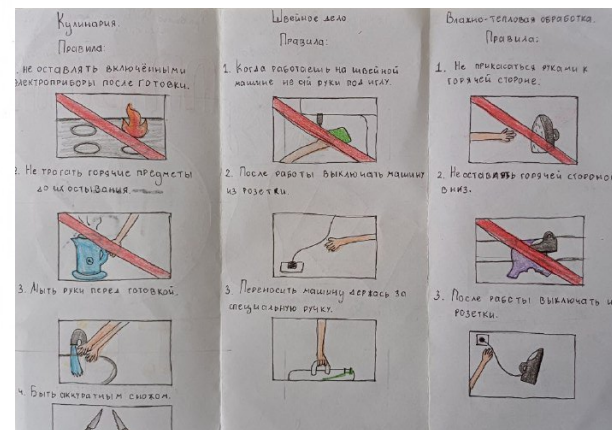 Кулинария.
Правила:
1. Не оставлять включёнными
электроприборы после готовки.
2. Не трогать горячие предметы
до их остывания.
3. Мыть руки перед готовкой.
4. Быть аккуратным с ножом.
Швейное дело
Правила:
1. Когда работаешь на швейной
машине не суй руки под иглу.
2. После работы выключать машину
из розетки.
3. Переносить машину держась за
специальную ручку.
Влажно-тепловая обработка.
Правила:
1. Не прикасаться руками к
горячей стороне.
2. Не оставлять горячей стороной
вниз.
3. После работы выключать и
розетки.